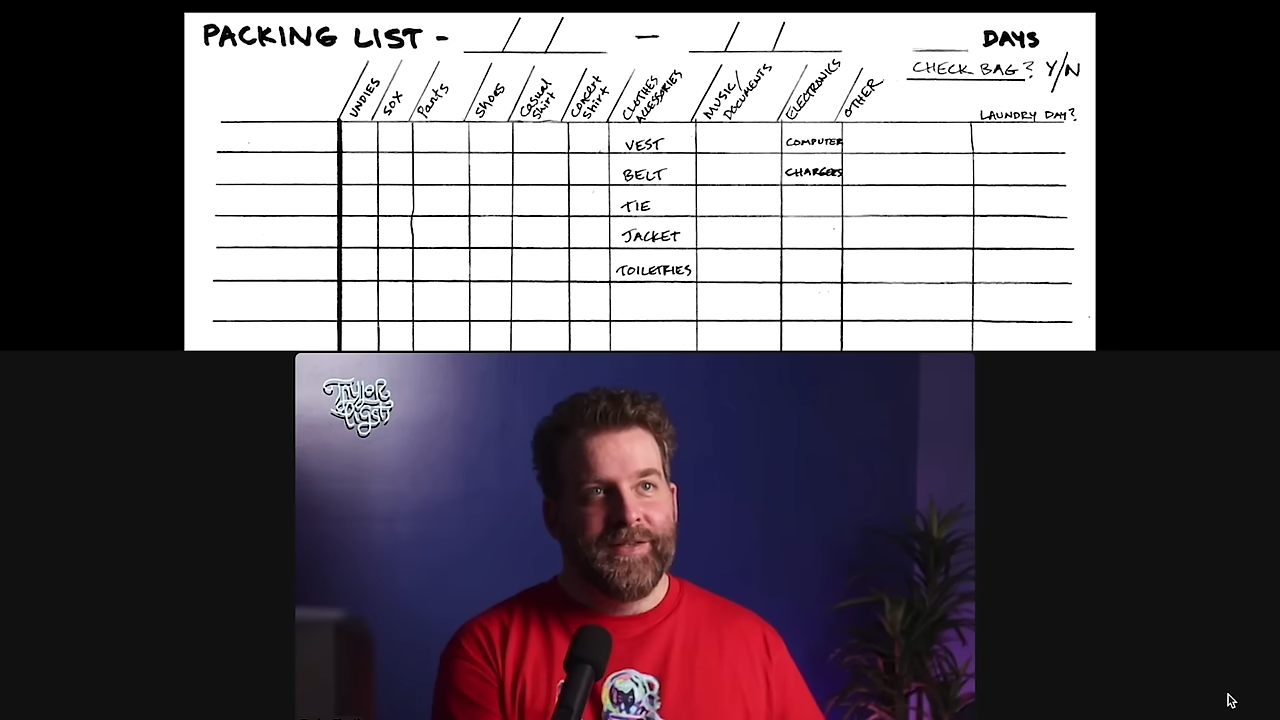 PACKING LIST - / / — / / ___ DAYS
CHECK BAG? Y/N
UNDIES
SOX
Pants
SHOES
Casual Shirt
Concert Shirt
CLOTHES ACCESSORIES
MUSIC/ DOCUMENTS
ELECTRONICS
OTHER
LAUNDRY DAY?
VEST COMPUTER
BELT CHARGERS
TIE
JACKET
TOILETRIES